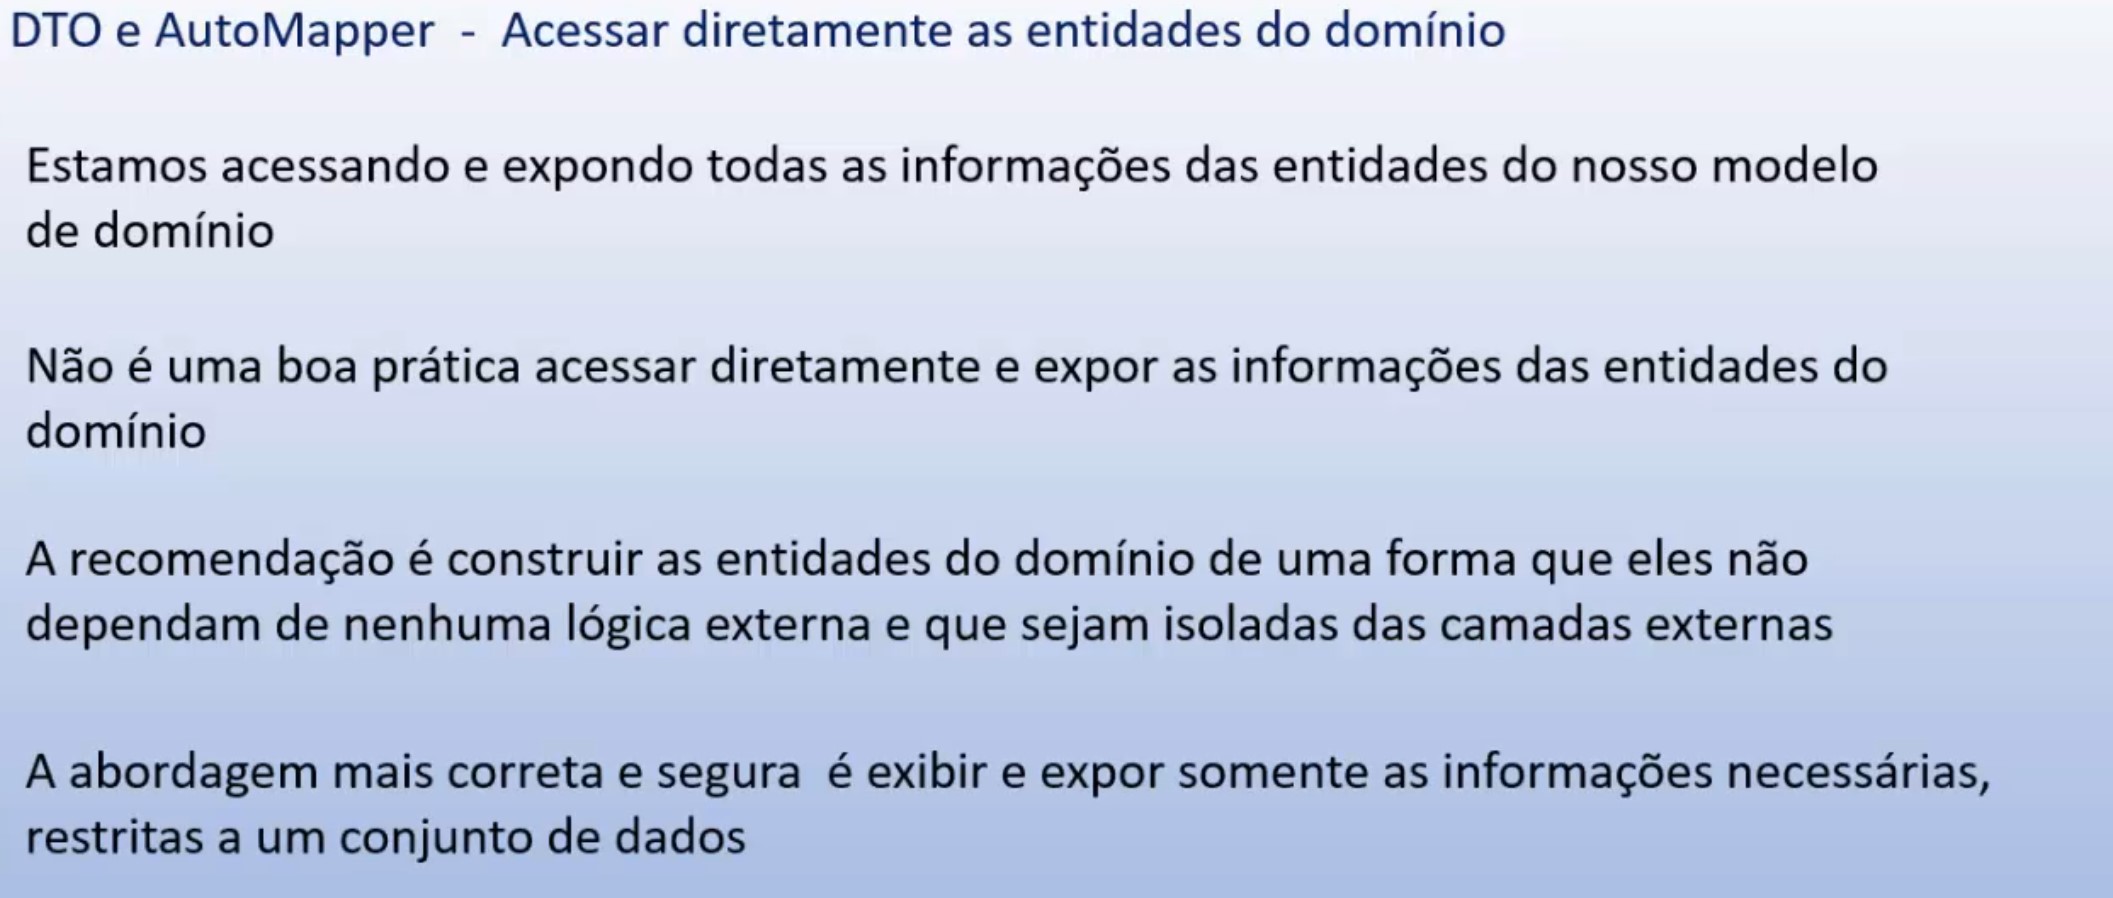 DTO e AutoMapper - Acessar diretamente as entidades do domínio
Estamos acessando e expondo todas as informações das entidades do nosso modelo
de domínio
Não é uma boa prática acessar diretamente e expor as informações das entidades do
domínio
A recomendação é construir as entidades do domínio de uma forma que eles não
dependam de nenhuma lógica externa e que sejam isoladas das camadas externas
A abordagem mais correta e segura é exibir e expor somente as informações necessárias,
restritas a um conjunto de dados